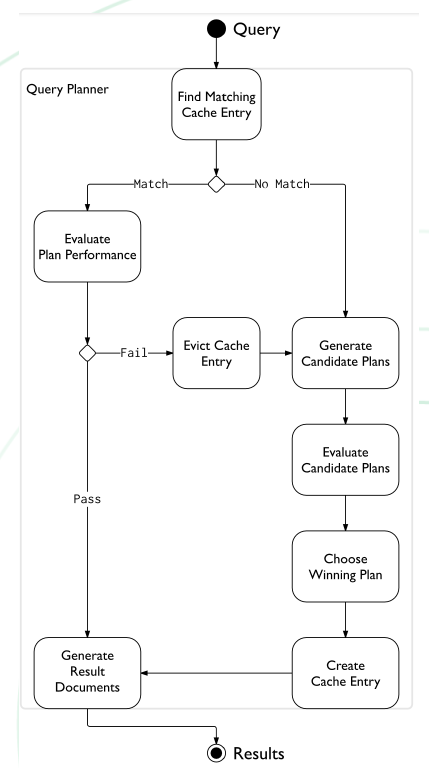 Query
Query Planner
Find Matching
Cache Entry
Match
No Match
Evaluate
Plan Performance
Fail
Evict Cache
Entry
Generate
Candidate Plans
Evaluate
Candidate Plans
Pass
Choose
Winning Plan
Generate
Result
Documents
Create
Cache Entry
Results